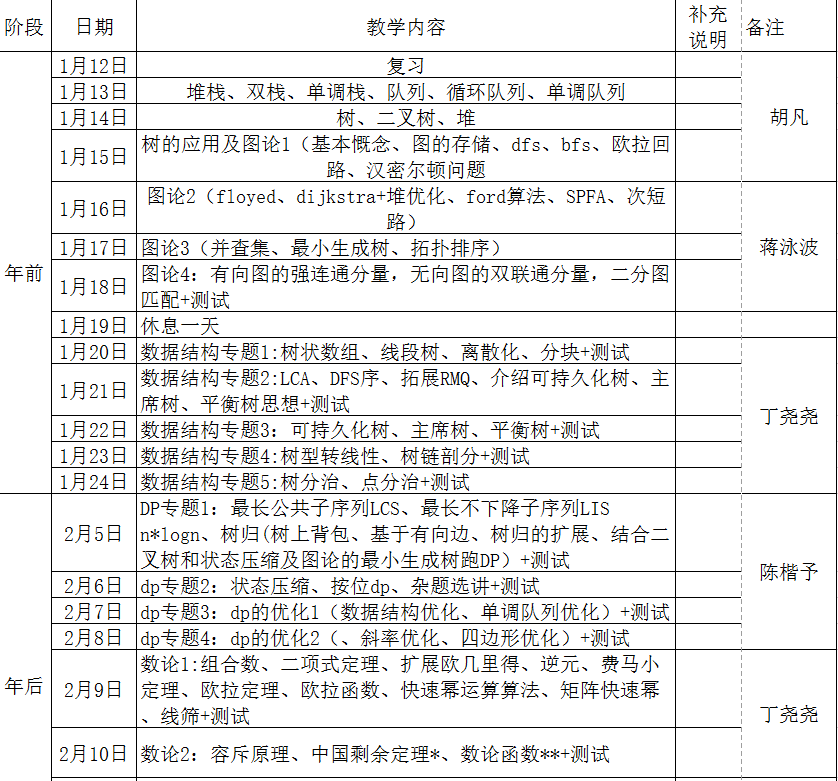 阶段 日期 教学内容 补充说明 备注
年前
1月12日 复习
胡凡
1月13日 堆栈、双栈、单调栈、队列、循环队列、单调队列
1月14日 树、二叉树、堆
1月15日 树的应用及图论1（基本慨念、图的存储、dfs、bfs、欧拉回
路、汉密尔顿问题
1月16日 图论2（floyed、dijkstra+堆优化、ford算法、SPFA、次短
路）
蒋泳波
1月17日 图论3（并查集、最小生成树、拓扑排序）
1月18日 图论4：有向图的强连通分量，无向图的双联通分量，二分图
匹配+测试
1月19日 休息一天
1月20日 数据结构专题1:树状数组、线段树、离散化、分块+测试
丁尧尧
1月21日 数据结构专题2:LCA、DFS序、拓展RMQ、介绍可持久化树、主
席树、平衡树思想+测试
1月22日 数据结构专题3：可持久化树、主席树、平衡树+测试
1月23日 数据结构专题4:树型转线性、树链剖分+测试
1月24日 数据结构专题5:树分治、点分治+测试
年后
2月5日 DP专题1：最长公共子序列LCS、最长不下降子序列LIS
n*logn、树归(树上背包、基于有向边、树归的扩展、结合二
叉树和状态压缩及图论的最小生成树跑DP）+测试
陈楷予
2月6日 dp专题2：状态压缩、按位dp、杂题选讲+测试
2月7日 dp专题3：dp的优化1（数据结构优化、单调队列优化）+测试
2月8日 dp专题4：dp的优化2（、斜率优化、四边形优化）+测试
2月9日 数论1:组合数、二项式定理、扩展欧几里得、逆元、费马小
定理、欧拉定理、欧拉函数、快速幂运算算法、矩阵快速幂
、线筛+测试
丁尧尧
2月10日 数论2：容斥原理、中国剩余定理*、数论函数**+测试